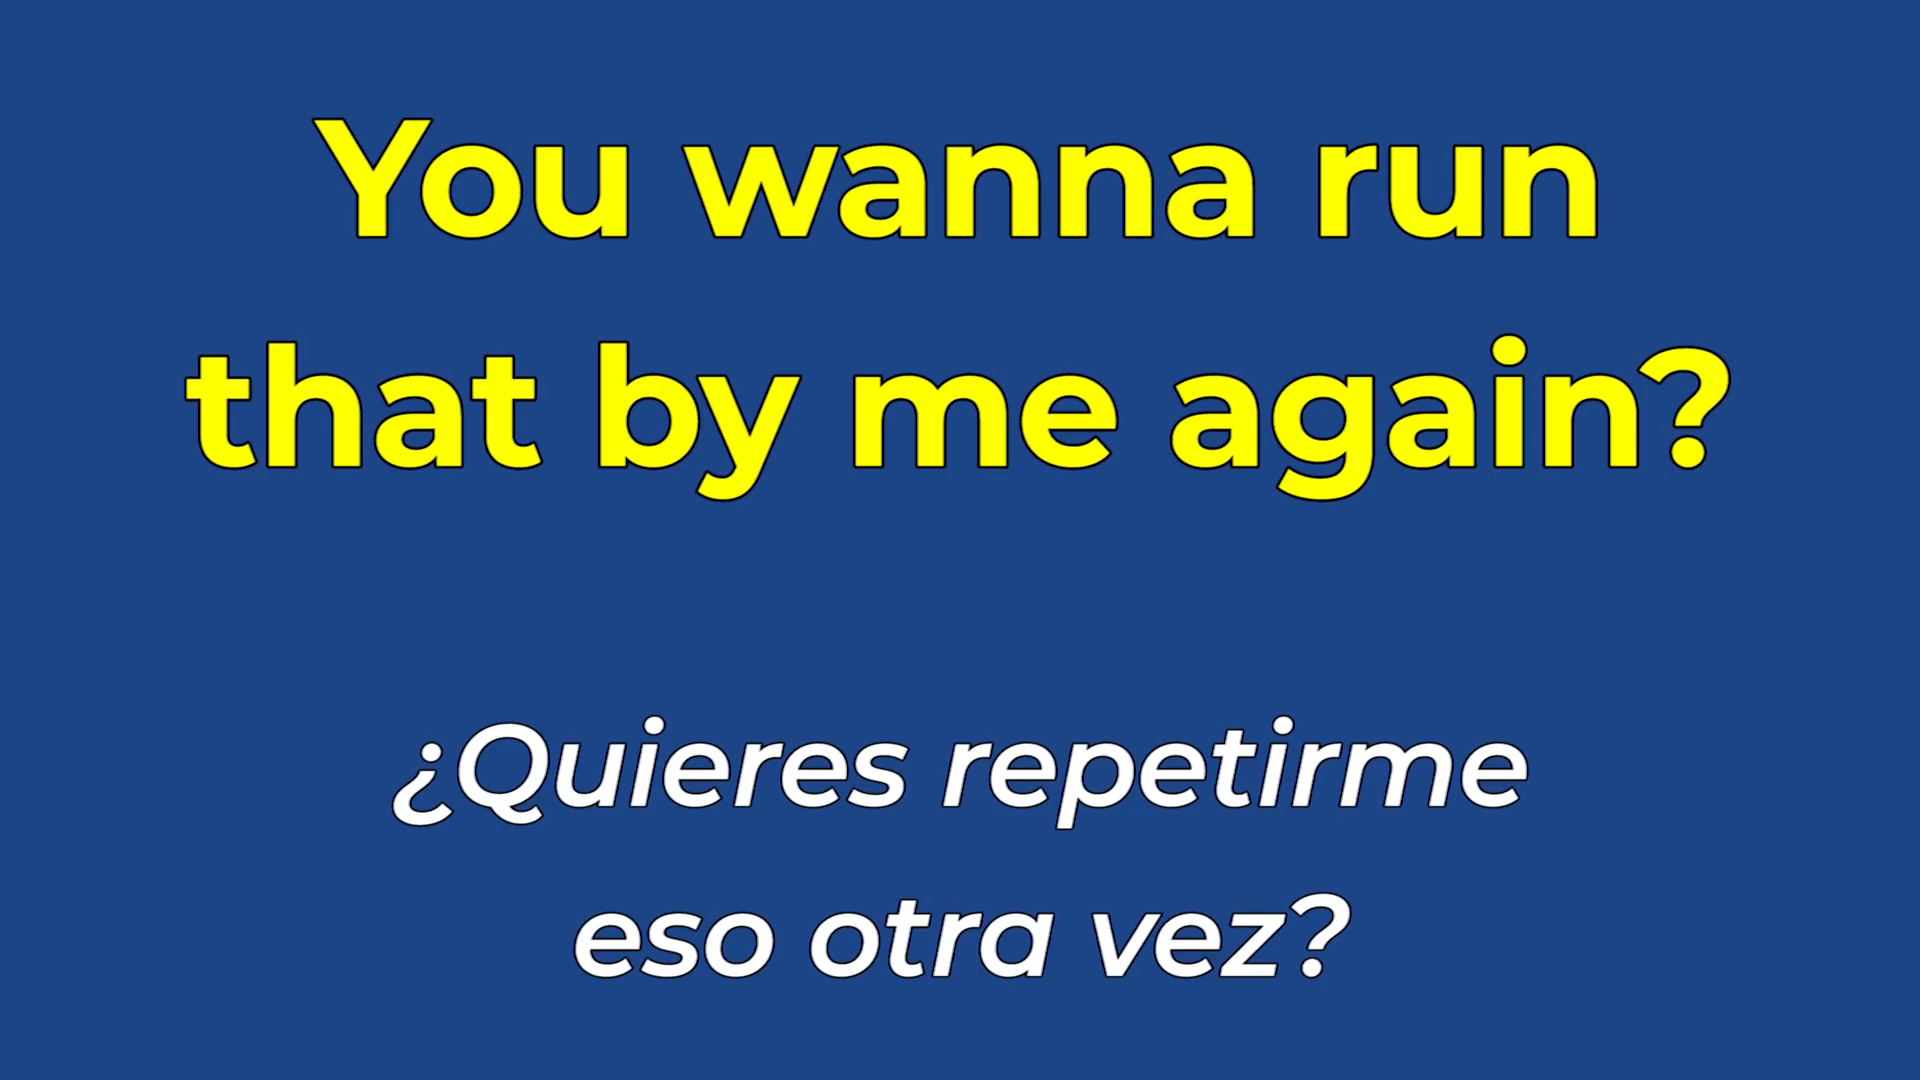 You wanna run
that by me again?
¿Quieres repetirme
eso otra vez?